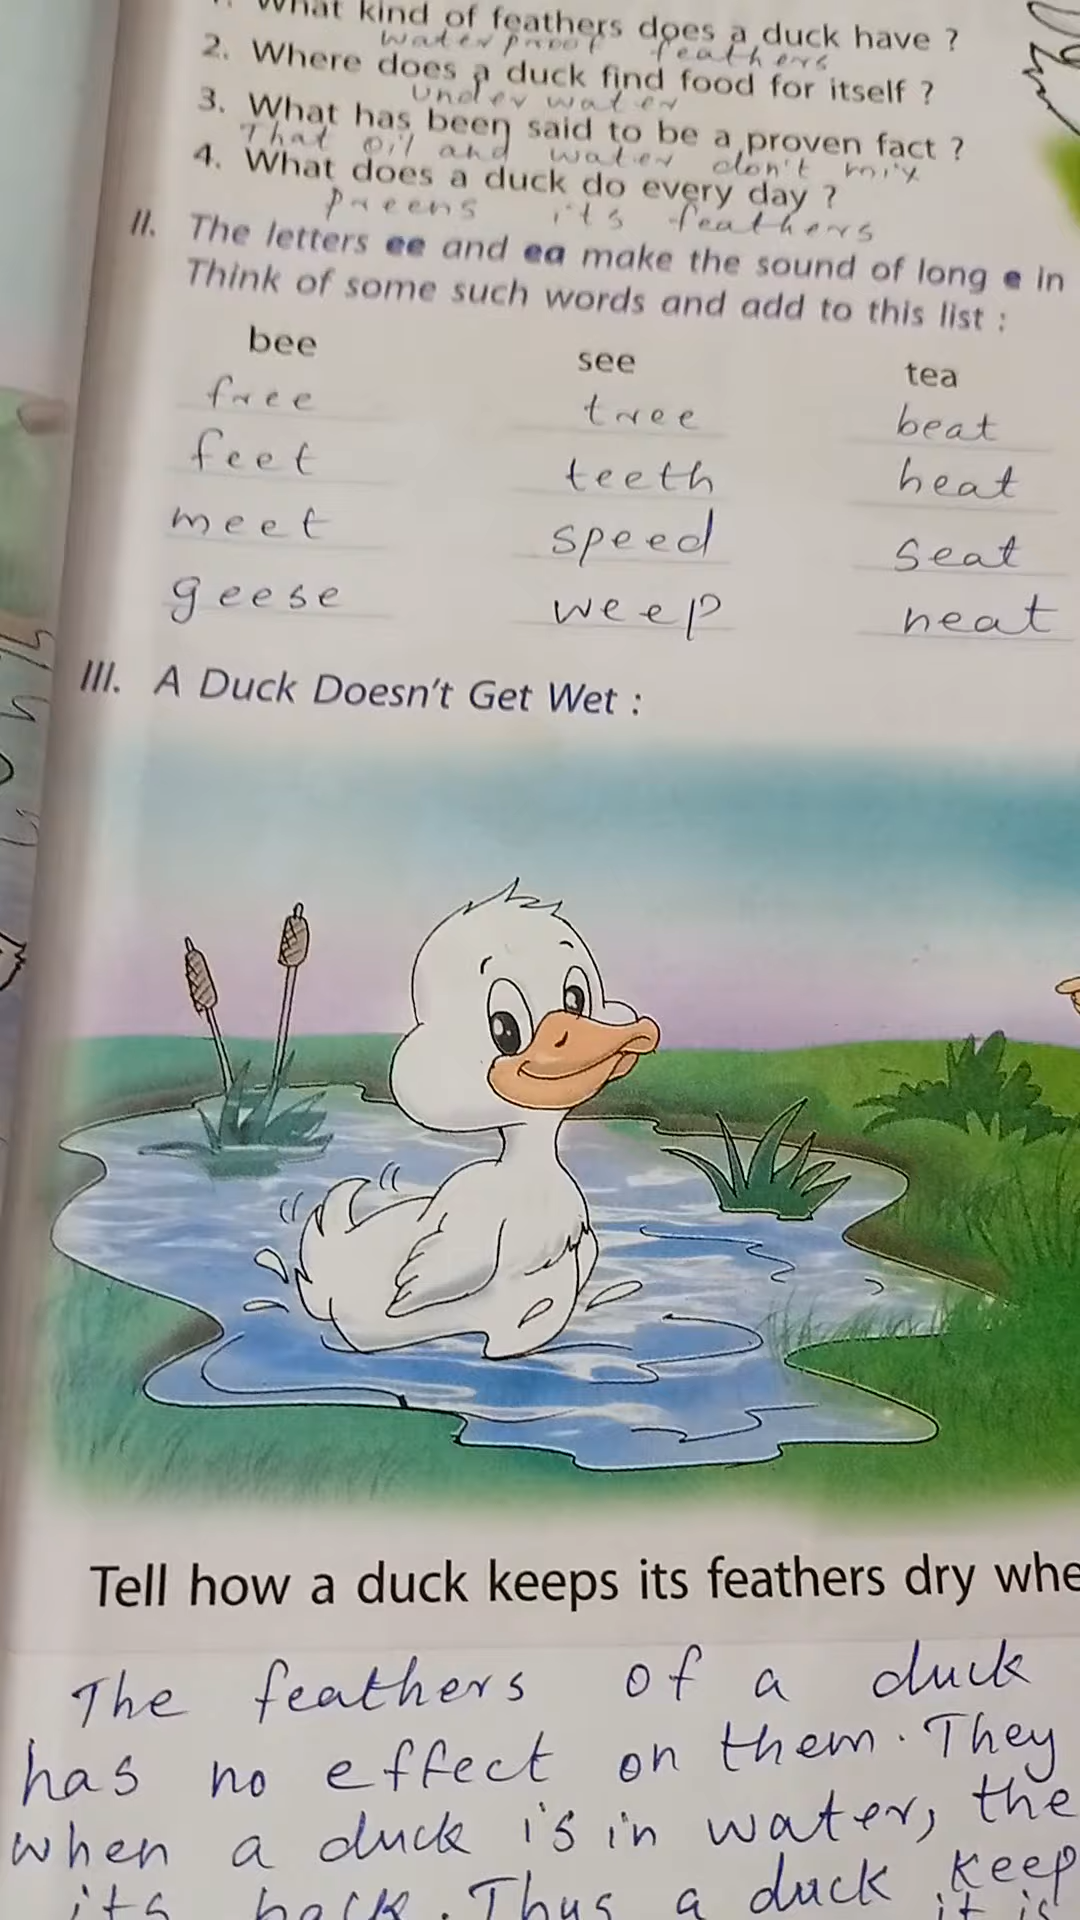 What kind of feathers does a duck have ?
waterproof feathers
2. Where does a duck find food for itself ?
under water
3. What has been said to be a proven fact ?
That oil and water don't mix
4. What does a duck do every day ?
preens its feathers
II. The letters ee and ea make the sound of long e in
Think of some such words and add to this list :
bee see tea
free tree beat
feet teeth heat
meet speed seat
geese weep neat
III. A Duck Doesn't Get Wet :
Tell how a duck keeps its feathers dry whe
The feathers of a duck
has no effect on them. They
when a duck is in water, the
its back. Thus a duck keep
it is